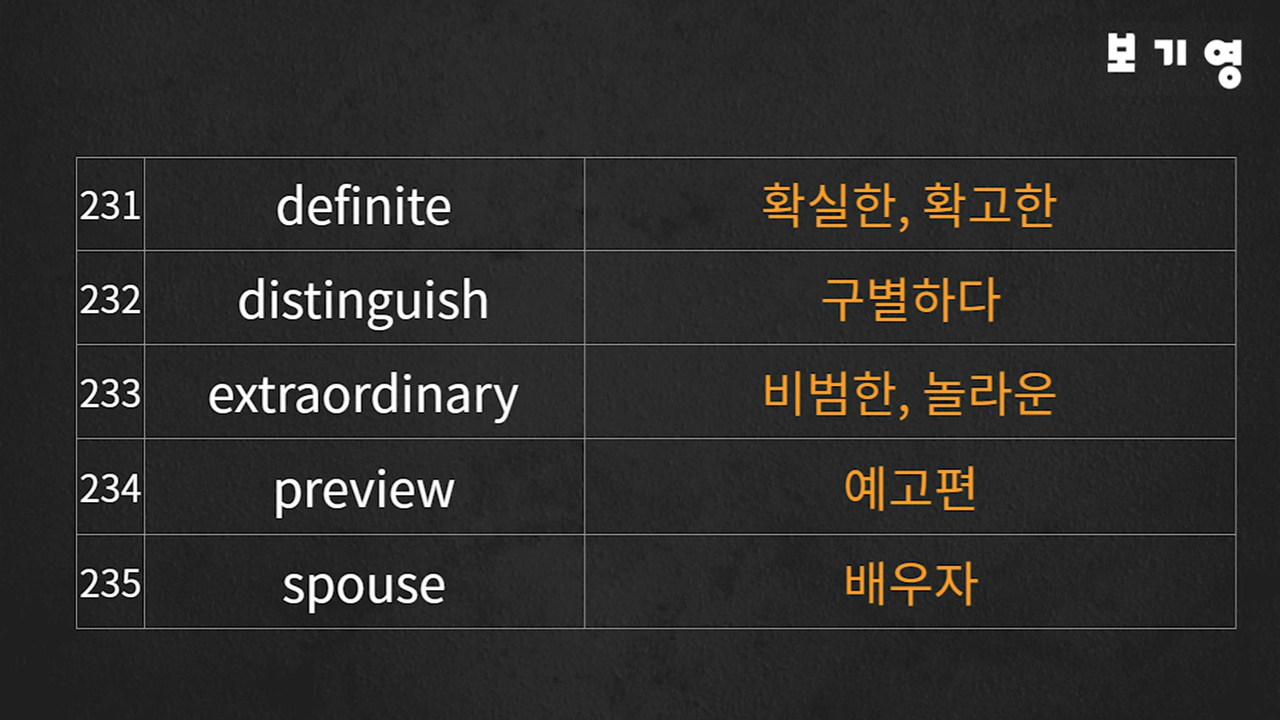 보기영
231 definite 확실한, 확고한
232 distinguish 구별하다
233 extraordinary 비범한, 놀라운
234 preview 예고편
235 spouse 배우자